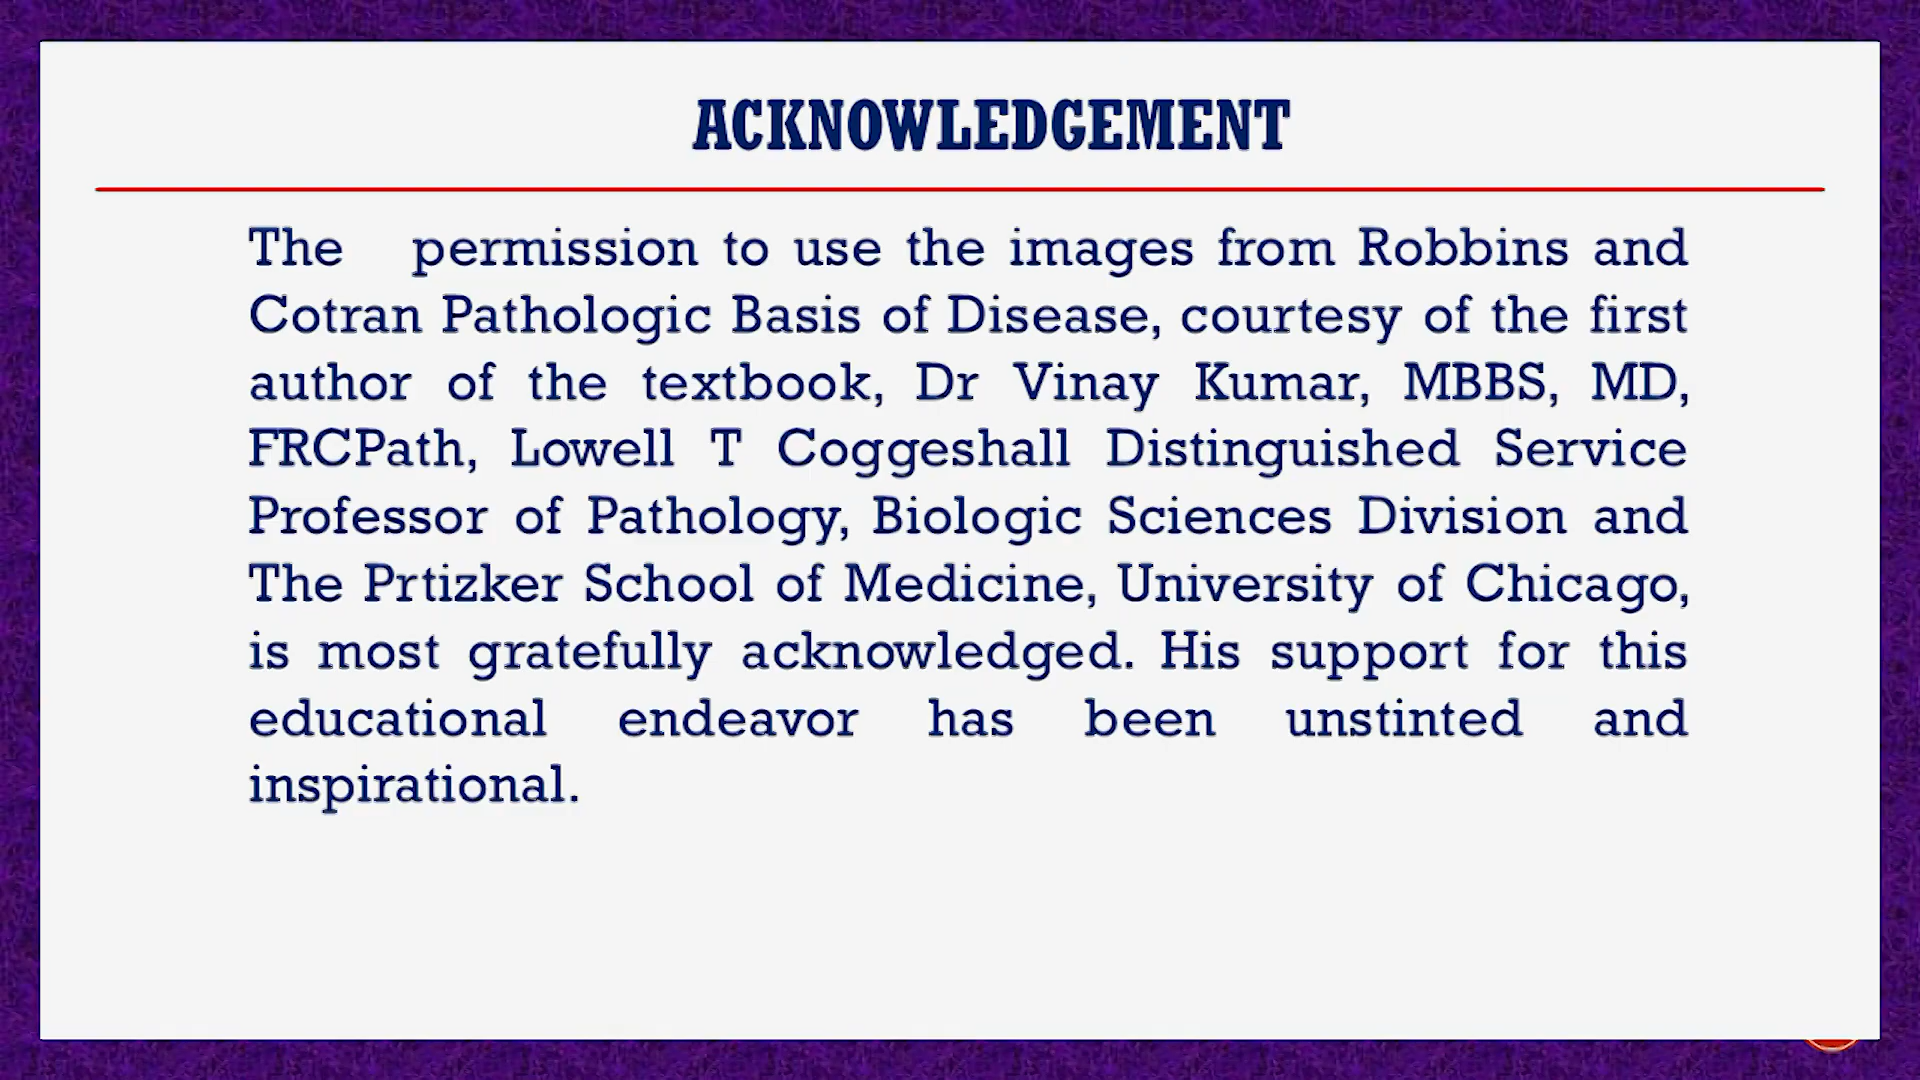 ACKNOWLEDGEMENT
The permission to use the images from Robbins and
Cotran Pathologic Basis of Disease, courtesy of the first
author of the textbook, Dr Vinay Kumar, MBBS, MD,
FRCPath, Lowell T Coggeshall Distinguished Service
Professor of Pathology, Biologic Sciences Division and
The Prtizker School of Medicine, University of Chicago,
is most gratefully acknowledged. His support for this
educational endeavor has been unstinted and
inspirational.